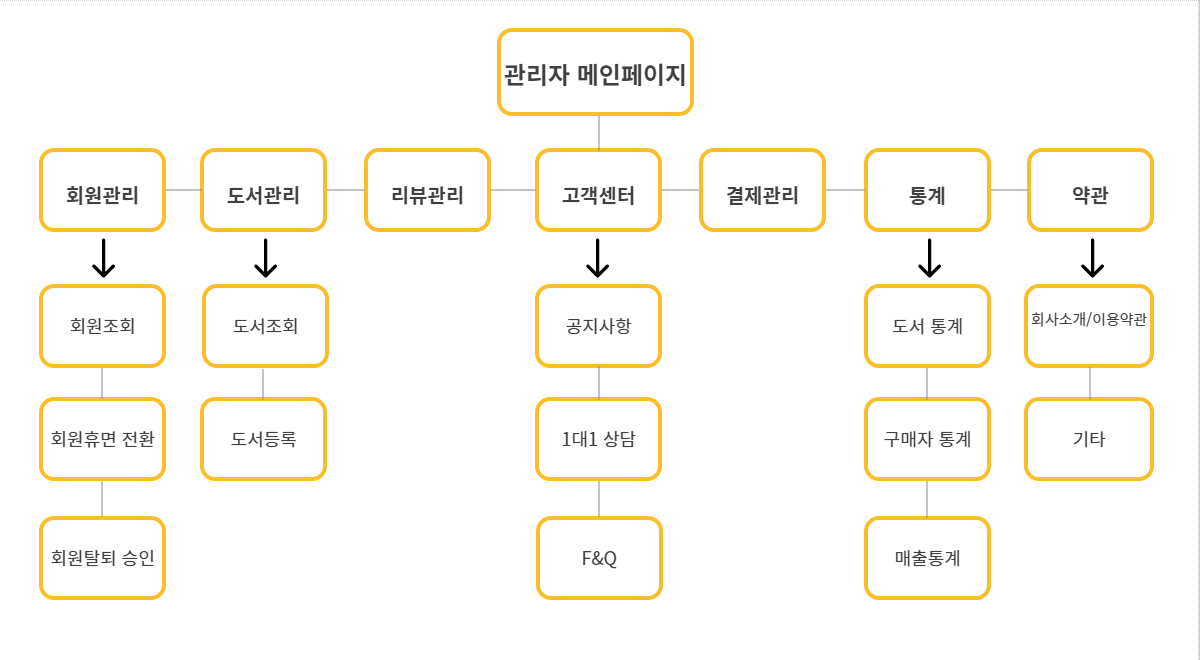 관리자 메인페이지
회원관리
도서관리
리뷰관리
고객센터
결제관리
통계
약관
회원조회
도서조회
공지사항
도서 통계
회사소개/이용약관
회원휴면 전환
도서등록
1대1 상담
구매자 통계
기타
회원탈퇴 승인
F&Q
매출통계